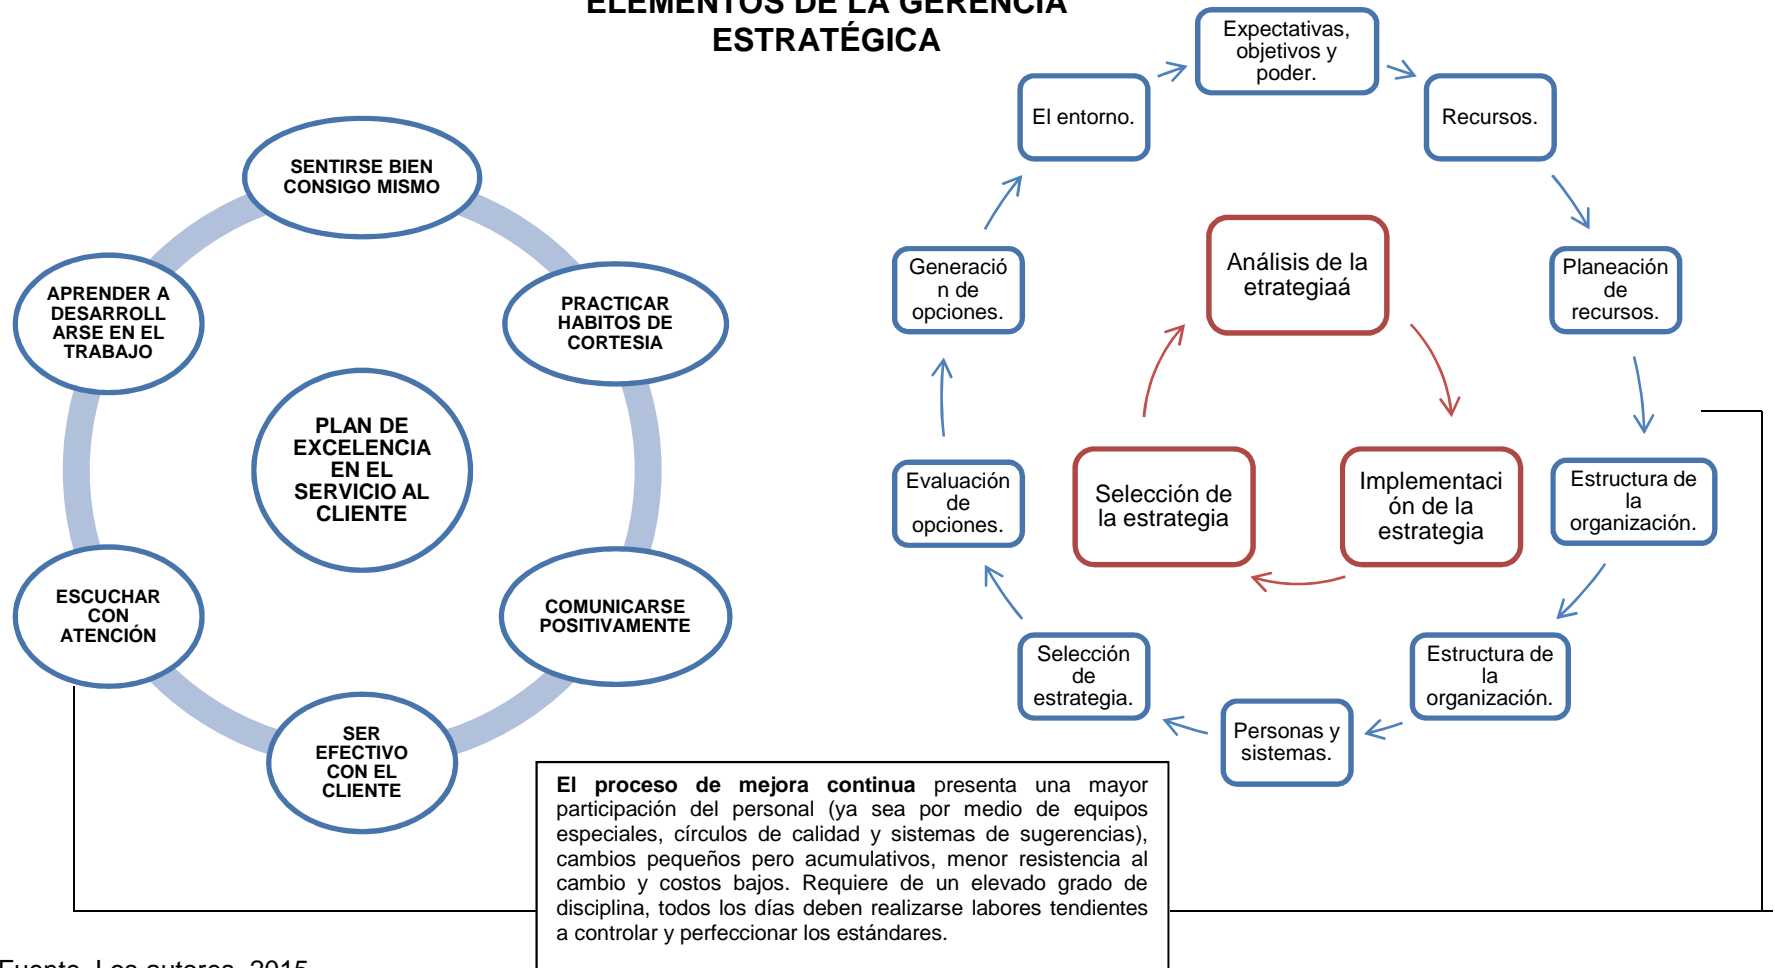 ELEMENTOS DE LA GERENCIA
ESTRATÉGICA
SENTIRSE BIEN
CONSIGO MISMO
PRACTICAR
HABITOS DE
CORTESIA
COMUNICARSE
POSITIVAMENTE
SER
EFECTIVO
CON EL
CLIENTE
ESCUCHAR
CON
ATENCIÓN
APRENDER A
DESARROLL
ARSE EN EL
TRABAJO
PLAN DE
EXCELENCIA
EN EL
SERVICIO AL
CLIENTE
Expectativas,
objetivos y
poder.
Recursos.
Planeación
de
recursos.
Estructura de
la
organización.
Estructura de
la
organización.
Personas y
sistemas.
Selección
de
estrategia.
Evaluación
de
opciones.
Generació
n de
opciones.
El entorno.
Análisis de la
etrategiaá
Implementaci
ón de la
estrategia
Selección de
la estrategia
El proceso de mejora continua presenta una mayor
participación del personal (ya sea por medio de equipos
especiales, círculos de calidad y sistemas de sugerencias),
cambios pequeños pero acumulativos, menor resistencia al
cambio y costos bajos. Requiere de un elevado grado de
disciplina, todos los días deben realizarse labores tendientes
a controlar y perfeccionar los estándares.
Fuente. Los autores. 2015